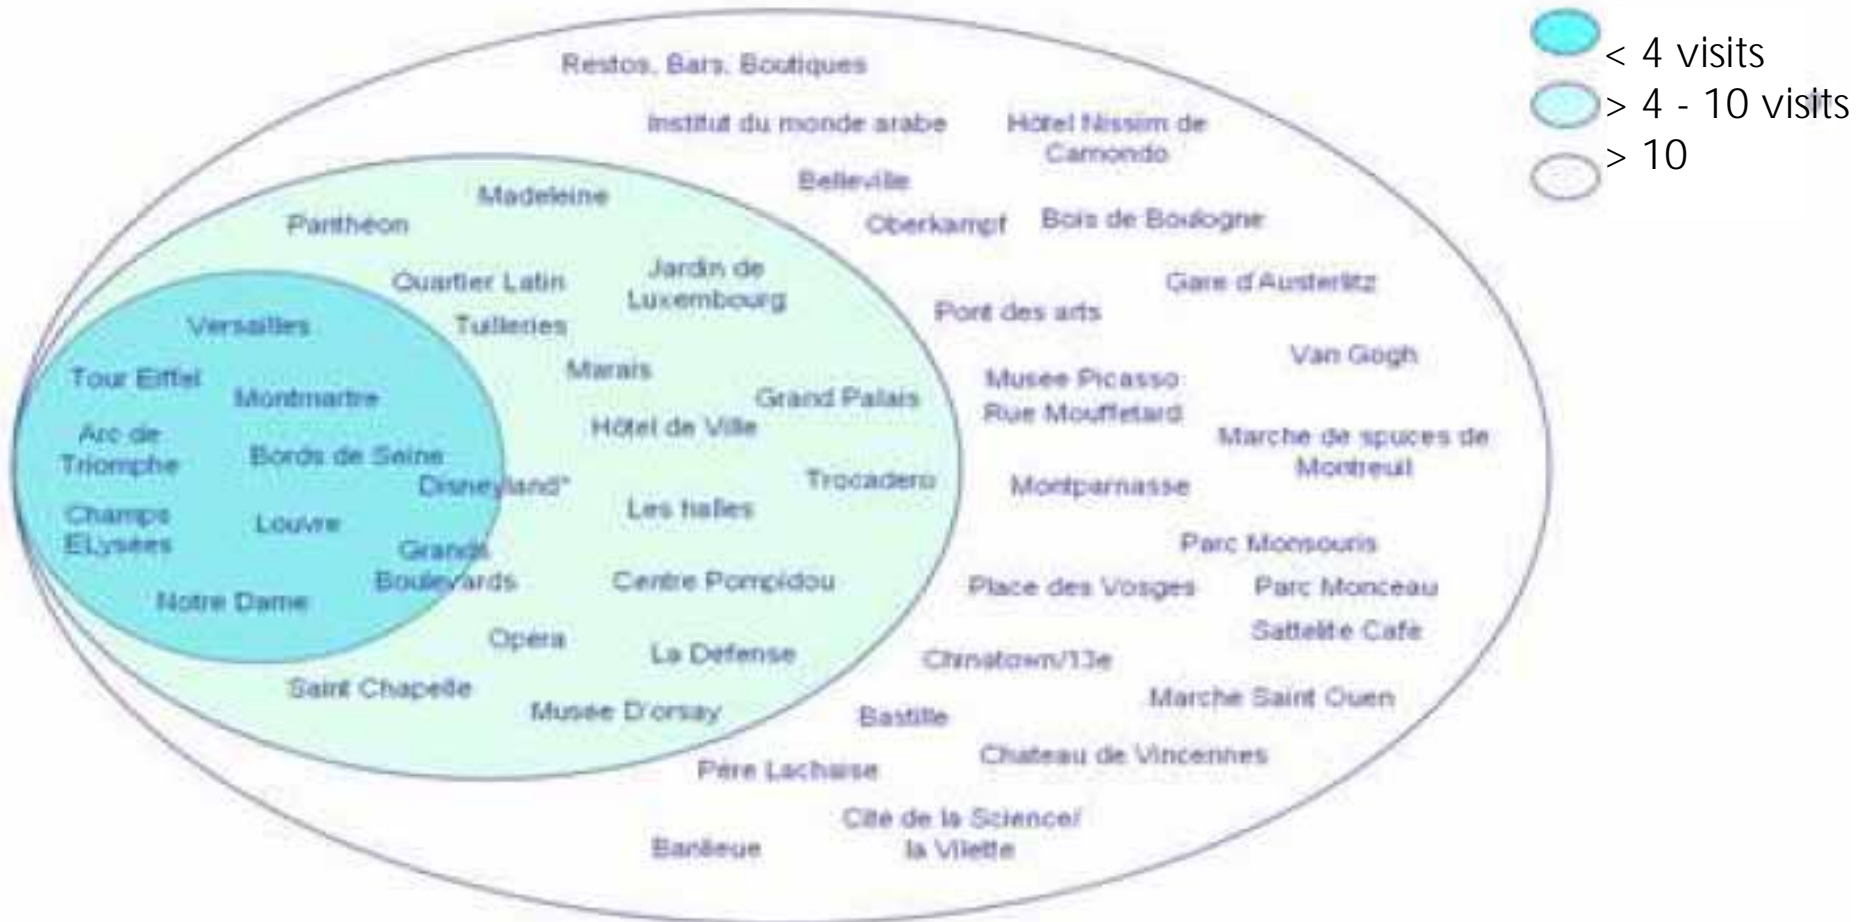 < 4 visits
> 4 - 10 visits
> 10
Restos, Bars, Boutiques
Institut du monde arabe
Hôtel Nissim de
Camondo
Belleville
Oberkampf
Bois de Boulogne
Gare d'Austerlitz
Pont des arts
Van Gogh
Musee Picasso
Rue Mouffetard
Marche de spuces de
Montreuil
Montparnasse
Parc Monsouris
Place des Vosges
Parc Monceau
Sattelite Cafe
Chinatown/13e
Marche Saint Ouen
Bastille
Chateau de Vincennes
Père Lachaise
Cité de la Science/
la Vilette
Banlieue
Madeleine
Panthéon
Quartier Latin
Jardin de
Luxembourg
Tuilleries
Marais
Grand Palais
Hôtel de Ville
Trocadero
Les halles
Centre Pompidou
Opera
La Defense
Saint Chapelle
Musée D'orsay
Disneyland*
Grands
Boulevards
Versailles
Tour Eiffel
Montmartre
Arc de
Triomphe
Bords de Seine
Champs
ELysées
Louvre
Notre Dame